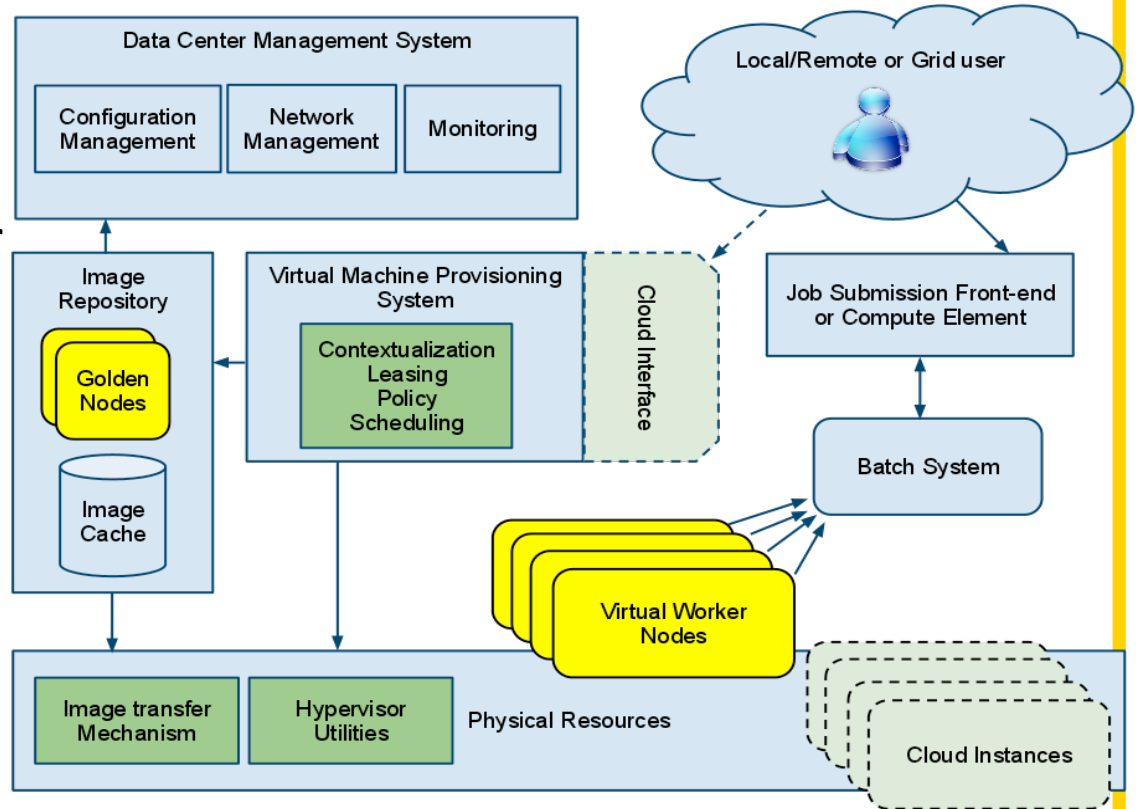 Data Center Management System
Configuration
Management
Network
Management
Monitoring
Local/Remote or Grid user
Image
Repository
Golden
Nodes
Image
Cache
Virtual Machine Provisioning
System
Contextualization
Leasing
Policy
Scheduling
Cloud Interface
Job Submission Front-end
or Compute Element
Batch System
Virtual Worker
Nodes
Image transfer
Mechanism
Hypervisor
Utilities
Physical Resources
Cloud Instances